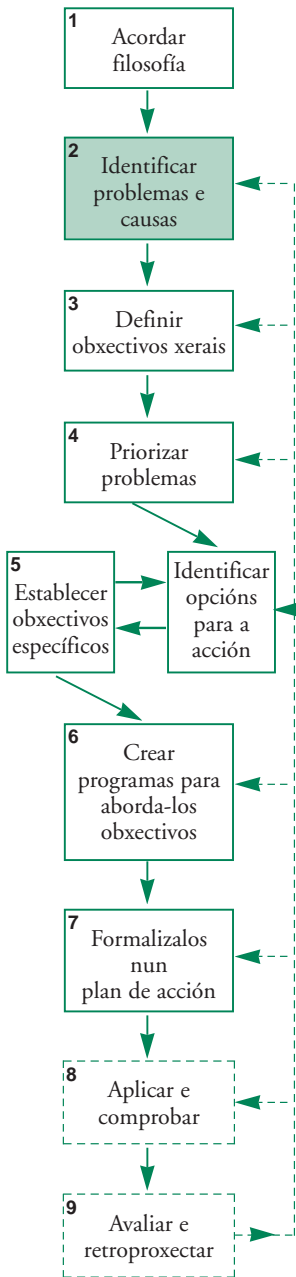 1
Acordar
filosofía
2
Identificar
problemas e
causas
3
Definir
obxectivos xerais
4
Priorizar
problemas
5
Establecer
obxectivos
específicos
Identificar
opcións
para a
acción
6
Crear
programas para
aborda-los
obxectivos
7
Formalizalos
nun
plan de acción
8
Aplicar e
comprobar
9
Avaliar e
retroproxectar